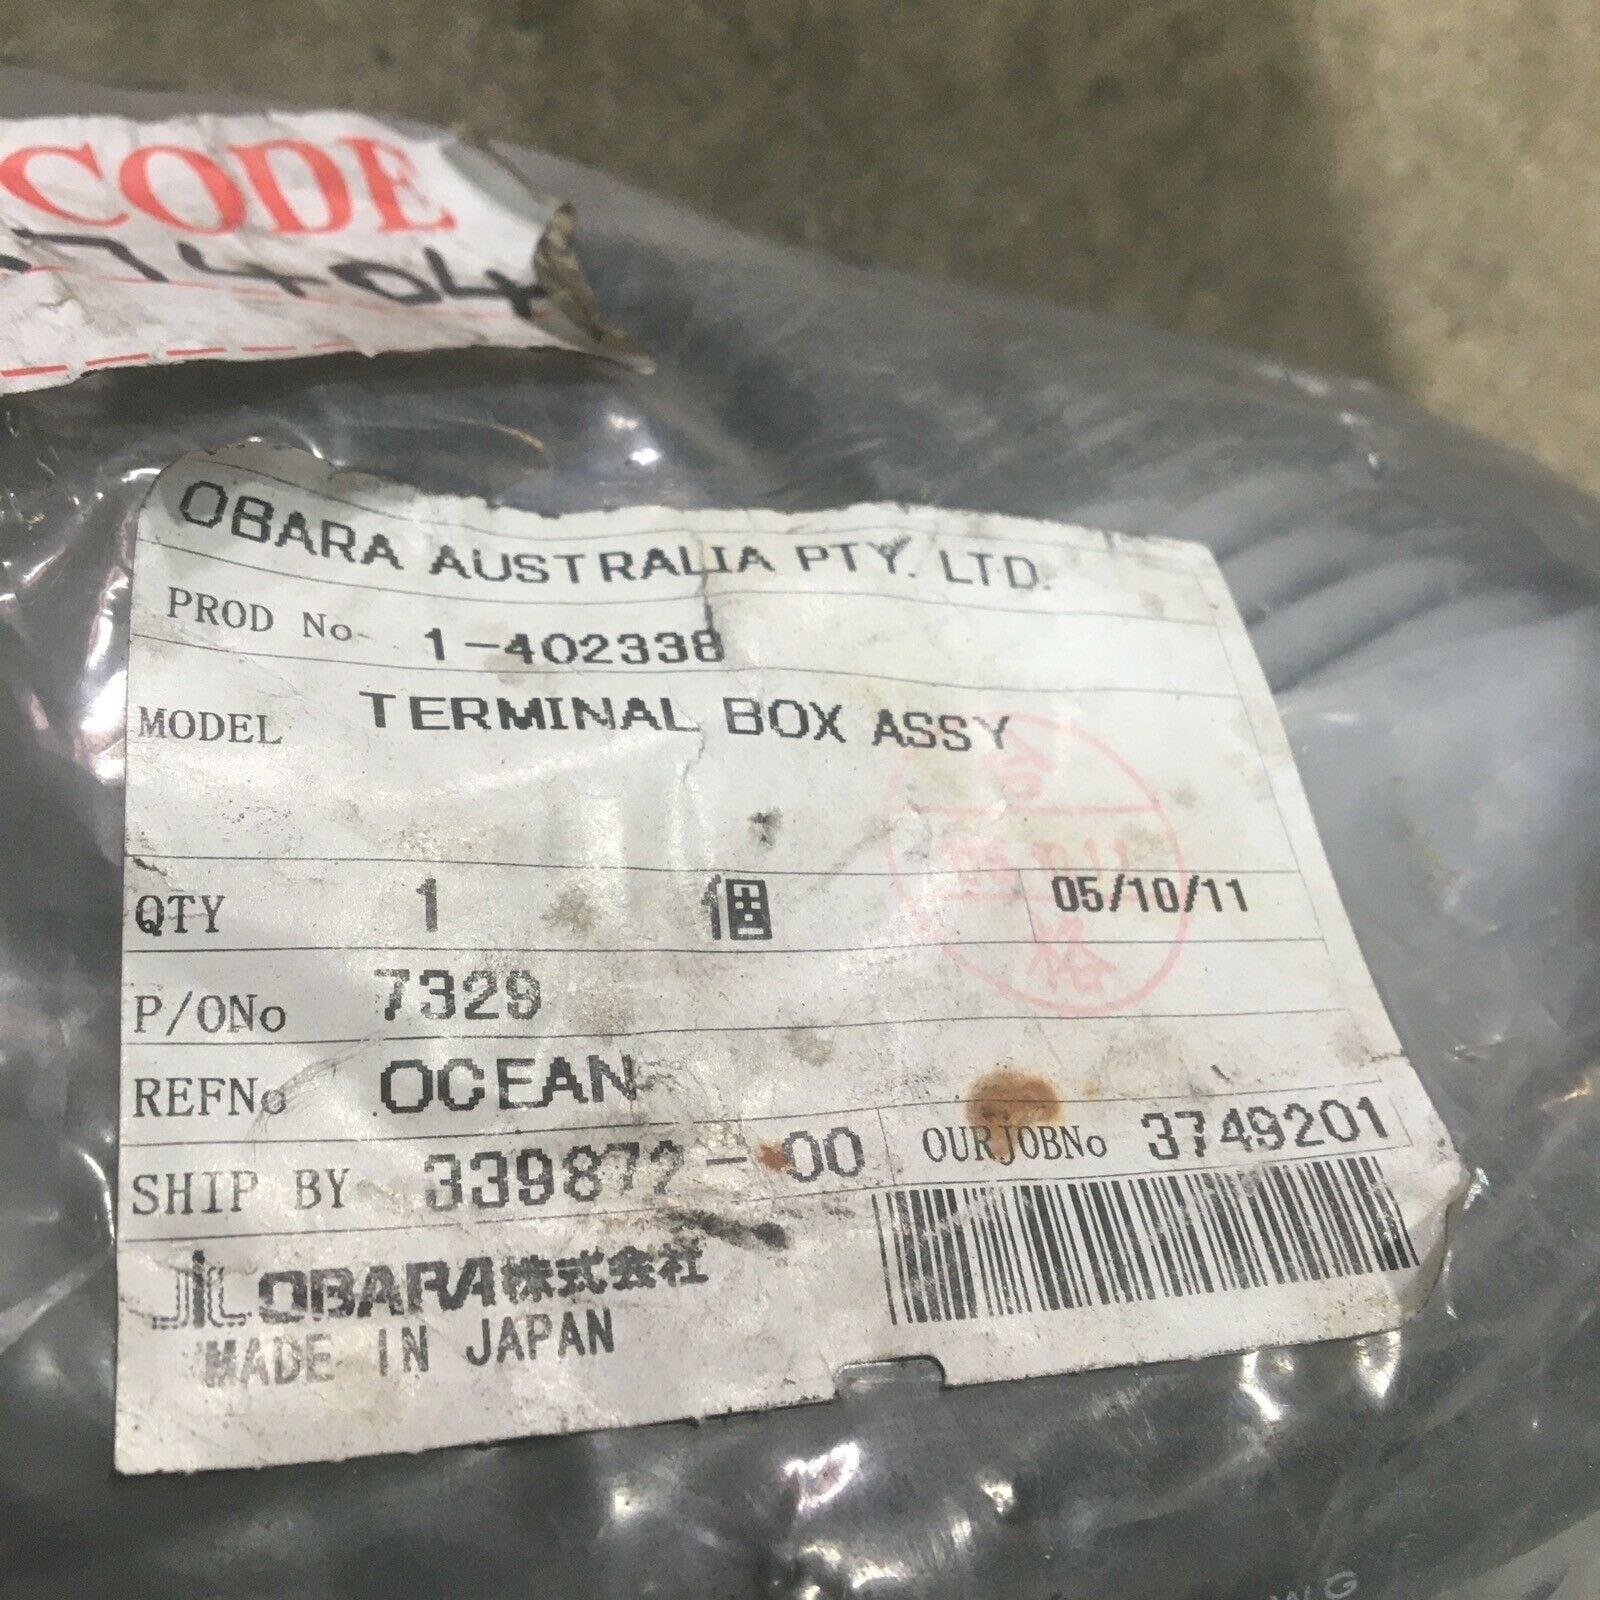 CODE
7404
OBARA AUSTRALIA PTY. LTD.
PROD No 1-402338
MODEL TERMINAL BOX ASSY
QTY 1 個 05/10/11
P/ONo 7329
REFNo OCEAN
SHIP BY 339872-00 OURJOBNo 3749201
OBARA株式会社
MADE IN JAPAN
WG